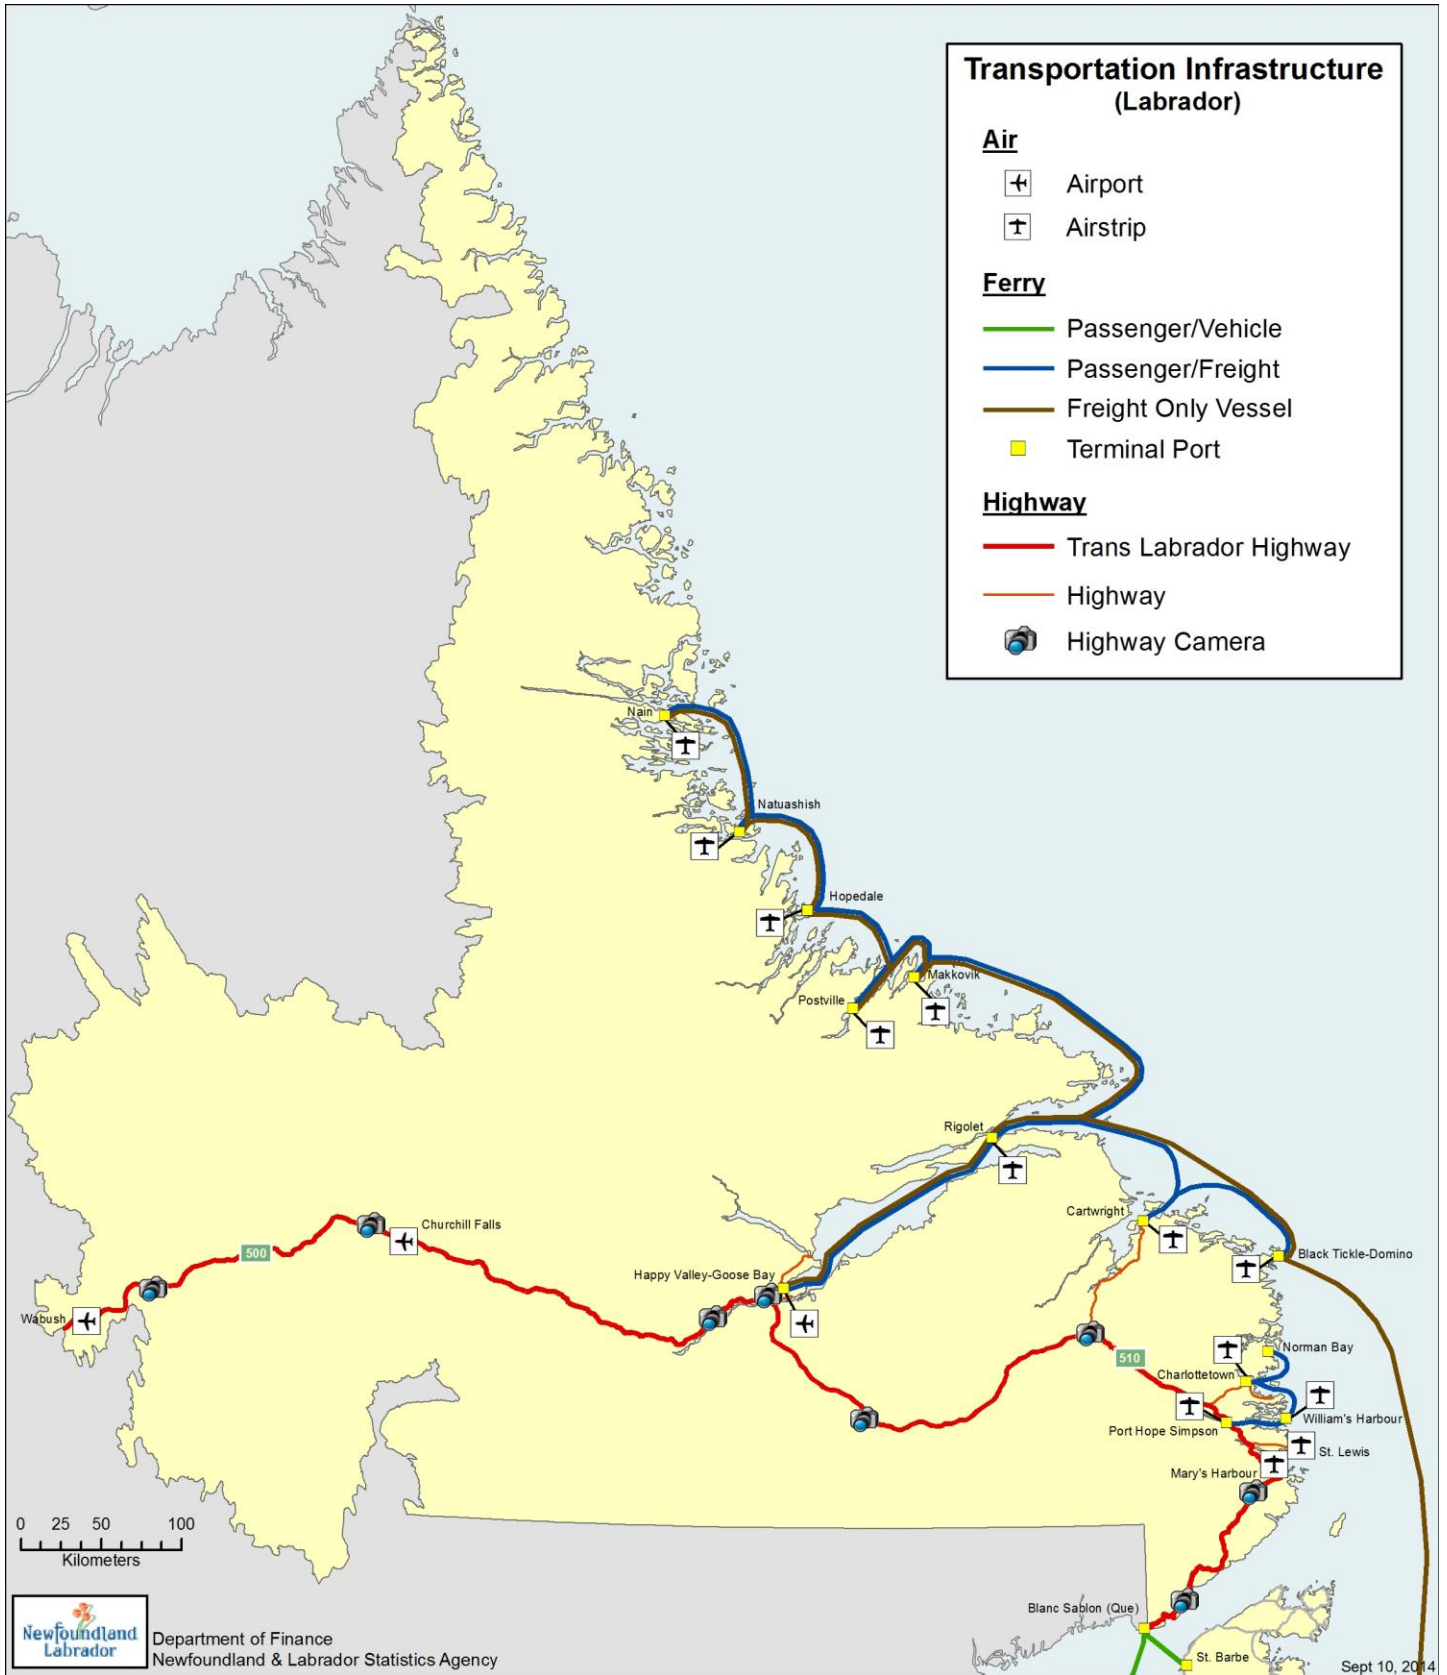 Transportation Infrastructure
(Labrador)
Air
Airport
Airstrip
Ferry
Passenger/Vehicle
Passenger/Freight
Freight Only Vessel
Terminal Port
Highway
Trans Labrador Highway
Highway
Highway Camera
Nain
Natuashish
Hopedale
Makkovik
Postville
Rigolet
Cartwright
Churchill Falls
500
Black Tickle-Domino
Happy Valley-Goose Bay
Wabush
Norman Bay
510
Charlottetown
William's Harbour
Port Hope Simpson
St. Lewis
Mary's Harbour
0 25 50 100
Kilometers
Blanc Sablon (Que)
St. Barbe
Newfoundland
Labrador
Department of Finance
Newfoundland & Labrador Statistics Agency
Sept 10, 2014